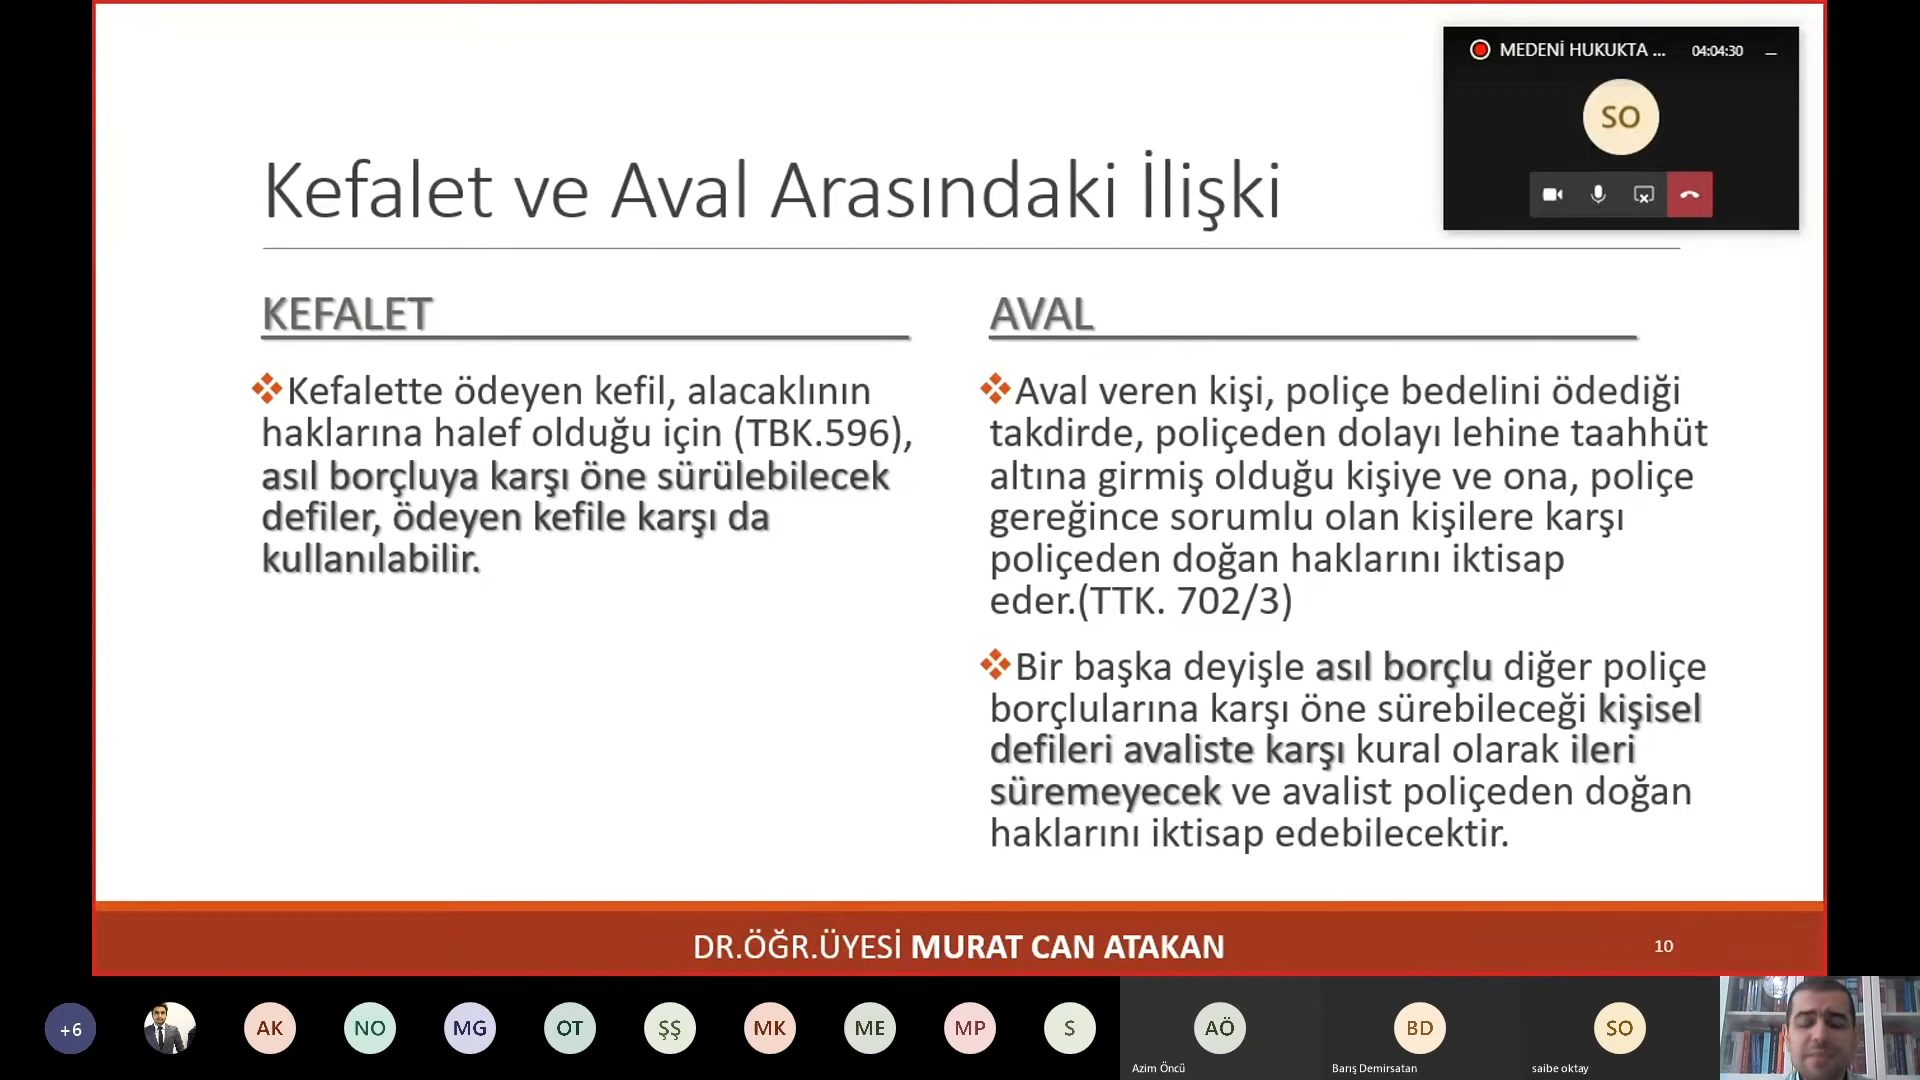 MEDENİ HUKUKTA ... 04:04:30
SO
Kefalet ve Aval Arasındaki İlişki
KEFALET
Kefalette ödeyen kefil, alacaklının
haklarına halef olduğu için (TBK.596),
asıl borçluya karşı öne sürülebilecek
defiler, ödeyen kefile karşı da
kullanılabilir.
AVAL
Aval veren kişi, poliçe bedelini ödediği
takdirde, poliçeden dolayı lehine taahhüt
altına girmiş olduğu kişiye ve ona, poliçe
gereğince sorumlu olan kişilere karşı
poliçeden doğan haklarını iktisap
eder.(TTK. 702/3)
Bir başka deyişle asıl borçlu diğer poliçe
borçlularına karşı öne sürebileceği kişisel
defileri avaliste karşı kural olarak ileri
süremeyecek ve avalist poliçeden doğan
haklarını iktisap edebilecektir.
DR.ÖĞR.ÜYESİ MURAT CAN ATAKAN
10
+6 AK NO MG OT ŞŞ MK ME MP S AÖ BD SO
Azim Öncü Barış Demirsatan saibe oktay